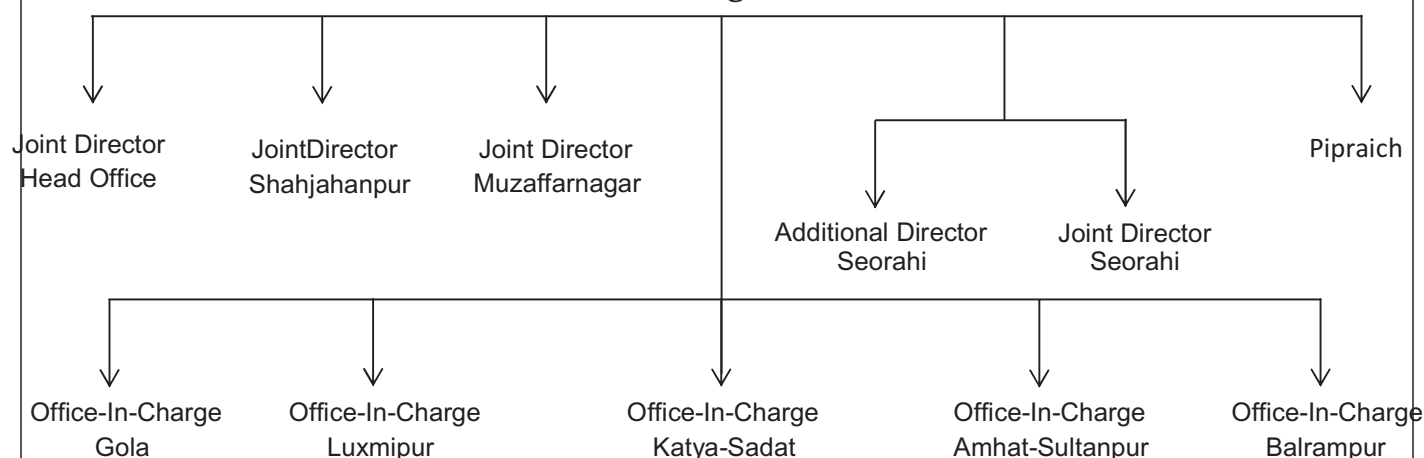 Joint Director
Head Office
JointDirector
Shahjahanpur
Joint Director
Muzaffarnagar
Pipraich
Additional Director
Seorahi
Joint Director
Seorahi
Office-In-Charge
Gola
Office-In-Charge
Luxmipur
Office-In-Charge
Katya-Sadat
Office-In-Charge
Amhat-Sultanpur
Office-In-Charge
Balrampur